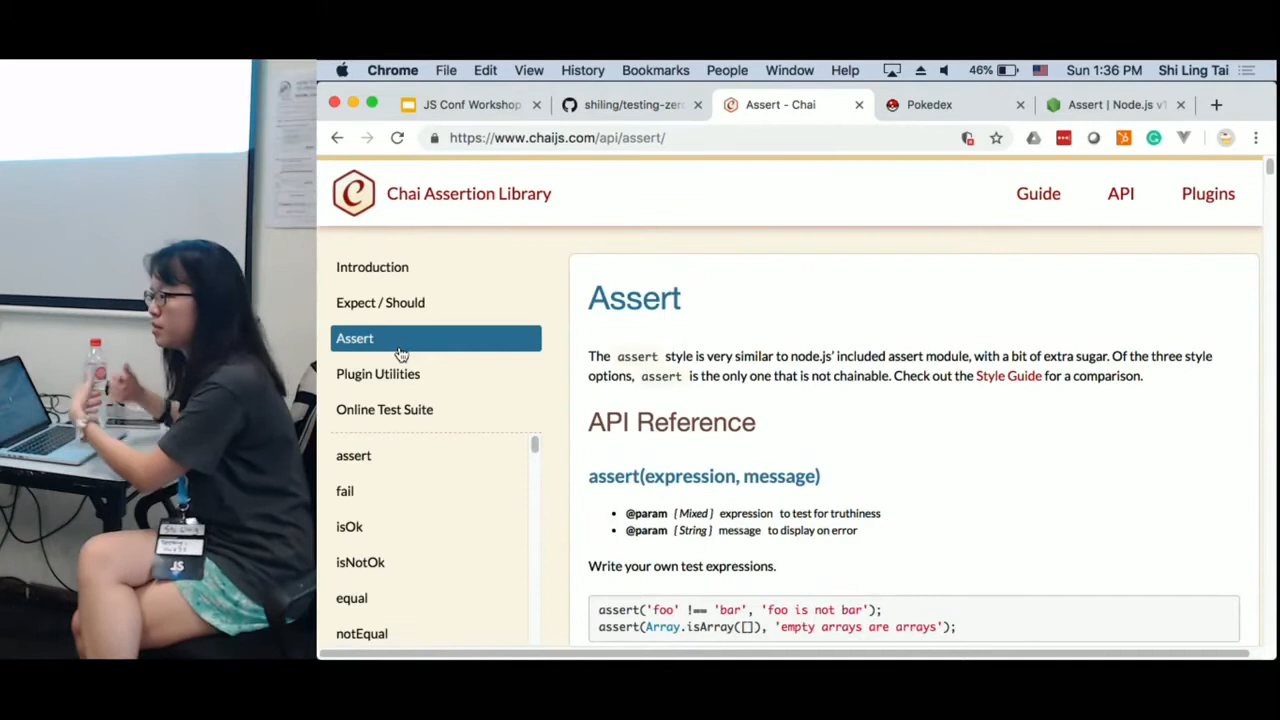 Chrome File Edit View History Bookmarks People Window Help 46% Sun 1:36 PM Shi Ling Tai
JS Conf Workshop
shiling/testing-zero
Assert - Chai
Pokedex
Assert | Node.js v1
https://www.chaijs.com/api/assert/
Chai Assertion Library
Guide API Plugins
Introduction
Expect / Should
Assert
Plugin Utilities
Online Test Suite
assert
fail
isOk
isNotOk
equal
notEqual
Assert
The assert style is very similar to node.js' included assert module, with a bit of extra sugar. Of the three style
options, assert is the only one that is not chainable. Check out the Style Guide for a comparison.
API Reference
assert(expression, message)
• @param { Mixed } expression to test for truthiness
• @param { String } message to display on error
Write your own test expressions.
assert('foo' !== 'bar', 'foo is not bar');
assert(Array.isArray([]), 'empty arrays are arrays');
JS